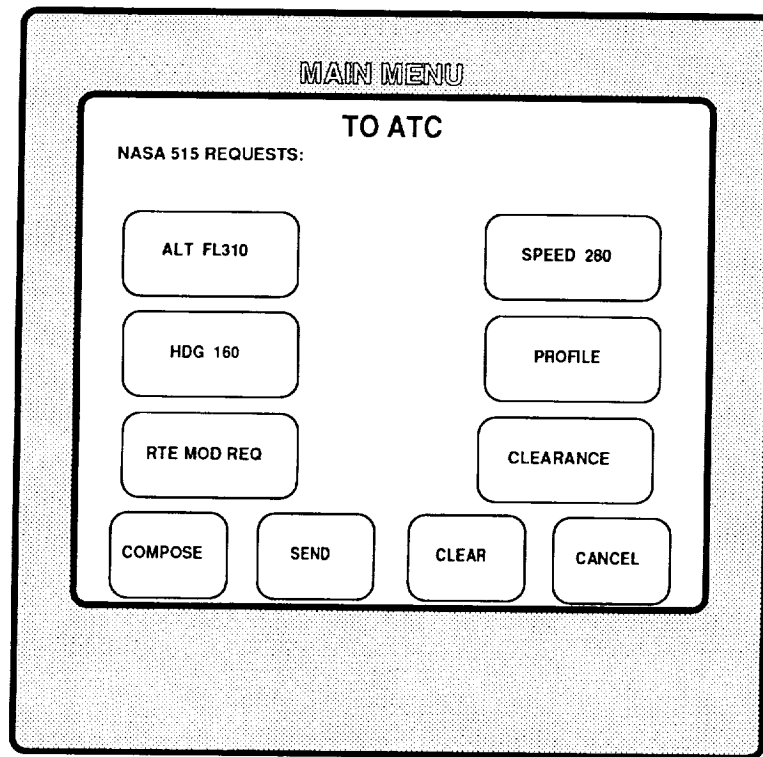 MAIN MENU
TO ATC
NASA 515 REQUESTS:
ALT FL310
SPEED 280
HDG 160
PROFILE
RTE MOD REQ
CLEARANCE
COMPOSE
SEND
CLEAR
CANCEL